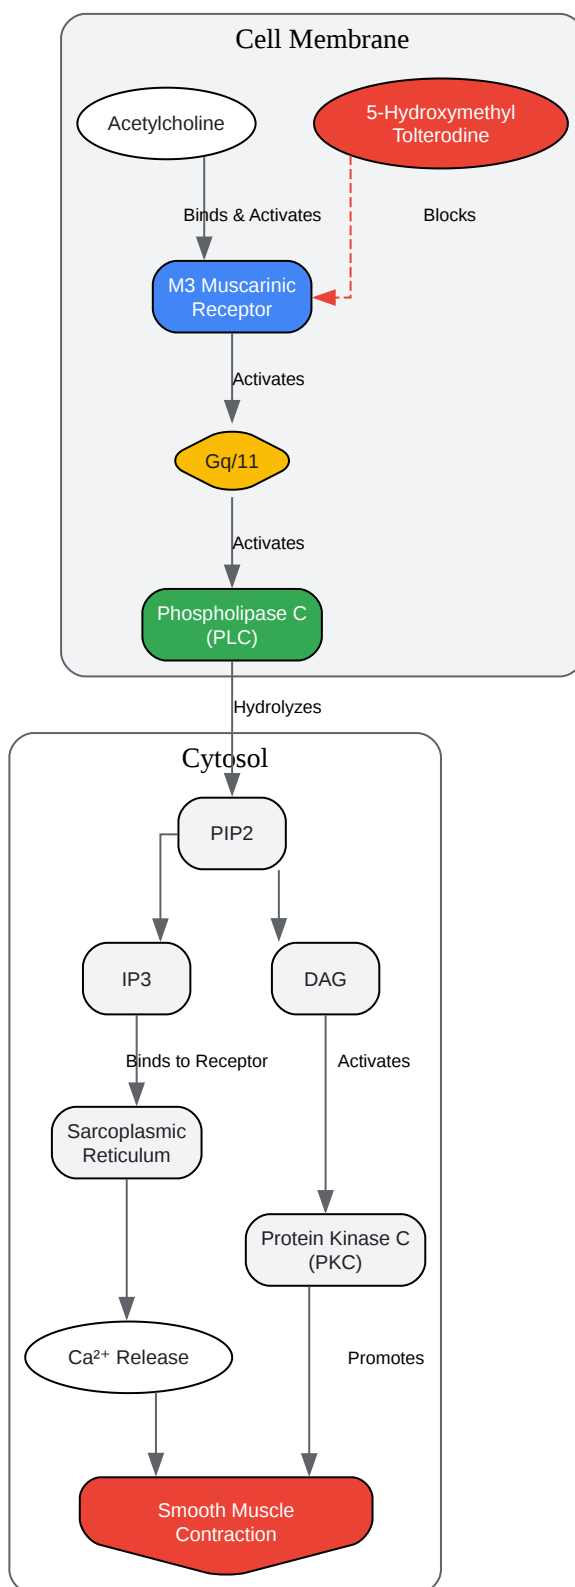 Cell Membrane
Acetylcholine
5-Hydroxymethyl
Tolterodine
Binds & Activates
Blocks
M3 Muscarinic
Receptor
Activates
Gq/11
Activates
Phospholipase C
(PLC)
Hydrolyzes
Cytosol
PIP2
IP3
DAG
Binds to Receptor
Activates
Sarcoplasmic
Reticulum
Protein Kinase C
(PKC)
Ca²⁺ Release
Promotes
Smooth Muscle
Contraction